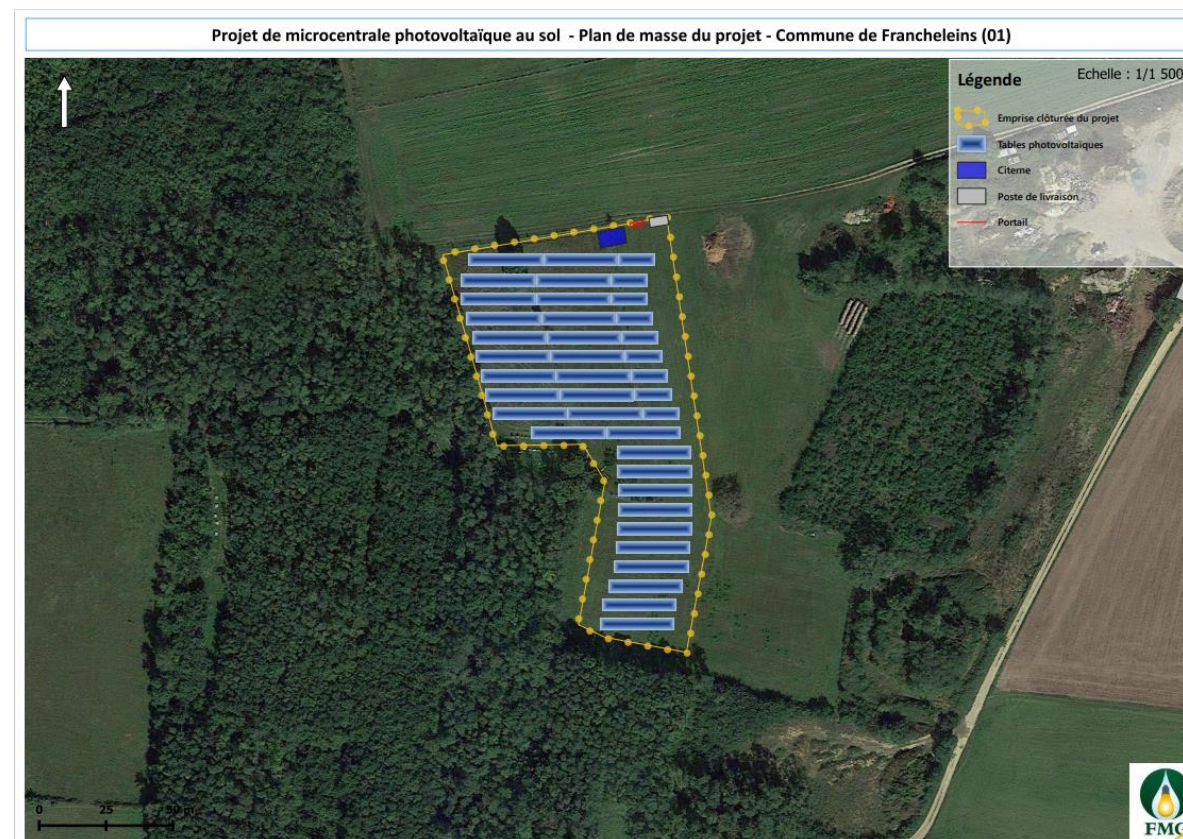 Projet de microcentrale photovoltaïque au sol - Plan de masse du projet - Commune de Francheleins (01)
Légende
Echelle : 1/1 500
Emprise clôturée du projet
Tables photovoltaïques
Citerne
Poste de livraison
Portail
0 25 50 m
FMG